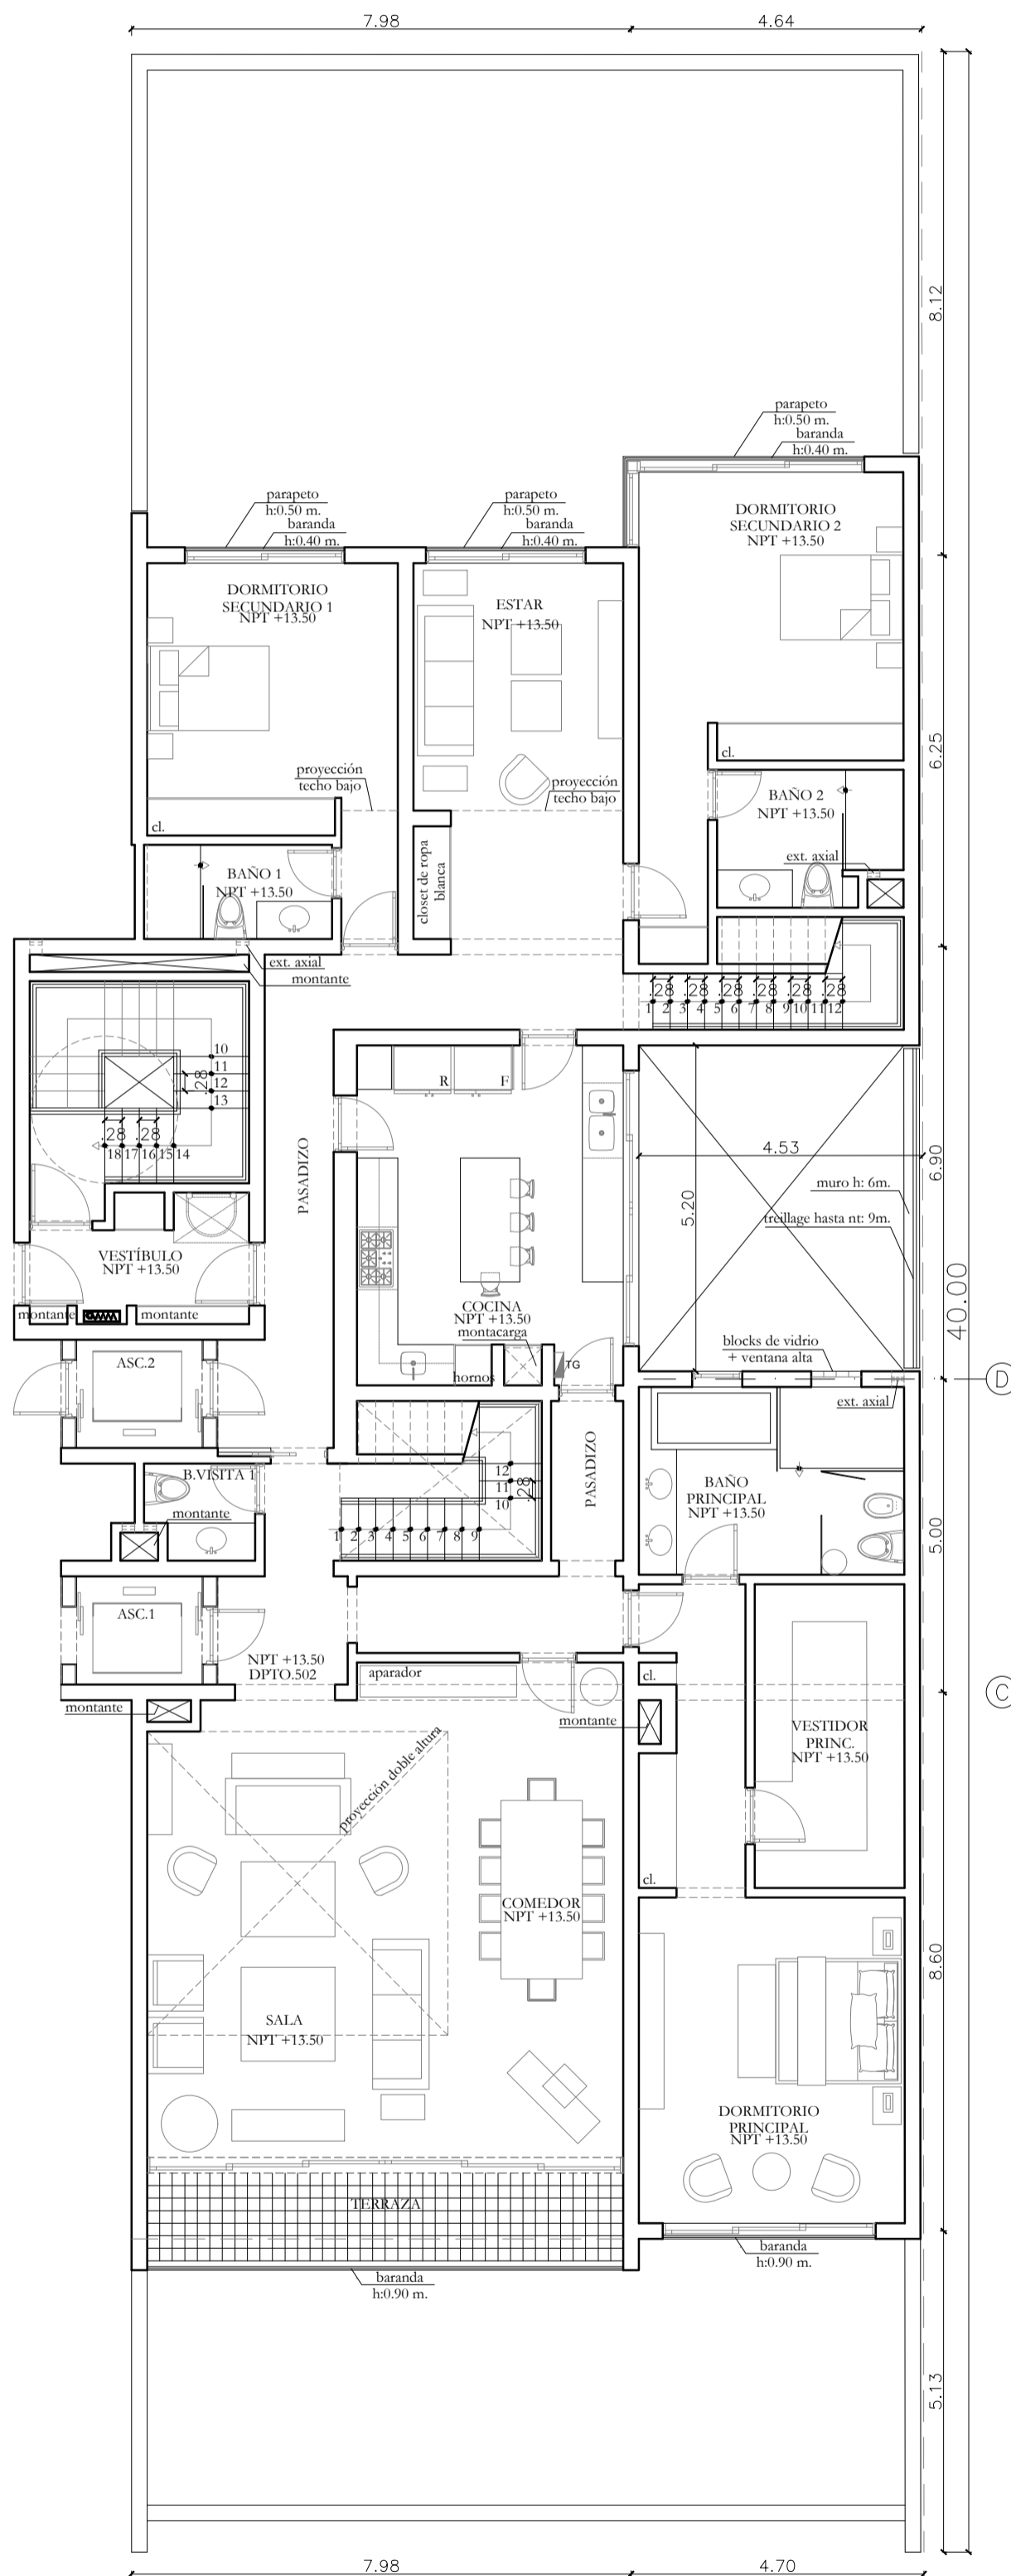 7.98
4.64
8.12
parapeto
h:0.50 m.
baranda
h:0.40 m.
parapeto
h:0.50 m.
baranda
h:0.40 m.
parapeto
h:0.50 m.
baranda
h:0.40 m.
DORMITORIO
SECUNDARIO 2
NPT +13.50
DORMITORIO
SECUNDARIO 1
NPT +13.50
ESTAR
NPT +13.50
6.25
cl.
proyección
techo bajo
proyección
techo bajo
BAÑO 2
NPT +13.50
cl.
ext. axial
BAÑO 1
NPT +13.50
closet de ropa
blanca
ext. axial
montante
.28 .28 .28 .28 .28 .28
1 2 3 4 5 6 7 8 9 10 11 12
10
11
12
13
.28
.28 .28
18 17 16 15 14
R F
PASADIZO
4.53
5.20
6.90
muro h: 6m.
treillage hasta nt: 9m.
40.00
VESTÍBULO
NPT +13.50
montante
montante
COCINA
NPT +13.50
montacarga
hornos
TG
blocks de vidrio
+ ventana alta
D
ext. axial
ASC.2
B.VISITA 1
montante
12
11
10
.28
1 2 3 4 5 6 7 8 9
PASADIZO
BAÑO
PRINCIPAL
NPT +13.50
5.00
ASC.1
NPT +13.50
DPTO.502
aparador
cl.
C
montante
montante
VESTIDOR
PRINC.
NPT +13.50
proyección doble altura
cl.
COMEDOR
NPT +13.50
8.60
SALA
NPT +13.50
DORMITORIO
PRINCIPAL
NPT +13.50
TERRAZA
baranda
h:0.90 m.
baranda
h:0.90 m.
5.13
7.98
4.70